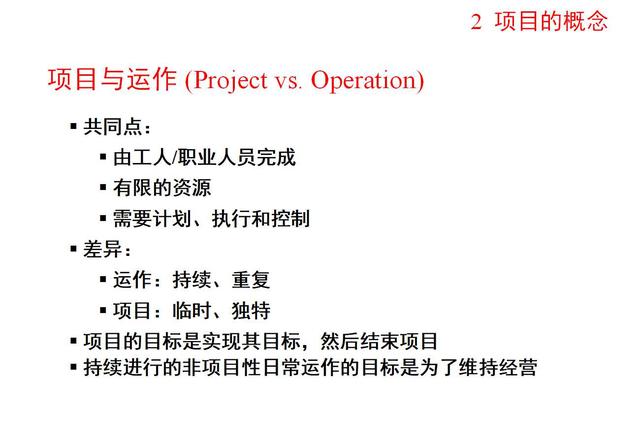 2 项目的概念
项目与运作 (Project vs. Operation)
▪ 共同点：
▪ 由工人/职业人员完成
▪ 有限的资源
▪ 需要计划、执行和控制
▪ 差异：
▪ 运作：持续、重复
▪ 项目：临时、独特
▪ 项目的目标是实现其目标，然后结束项目
▪ 持续进行的非项目性日常运作的目标是为了维持经营